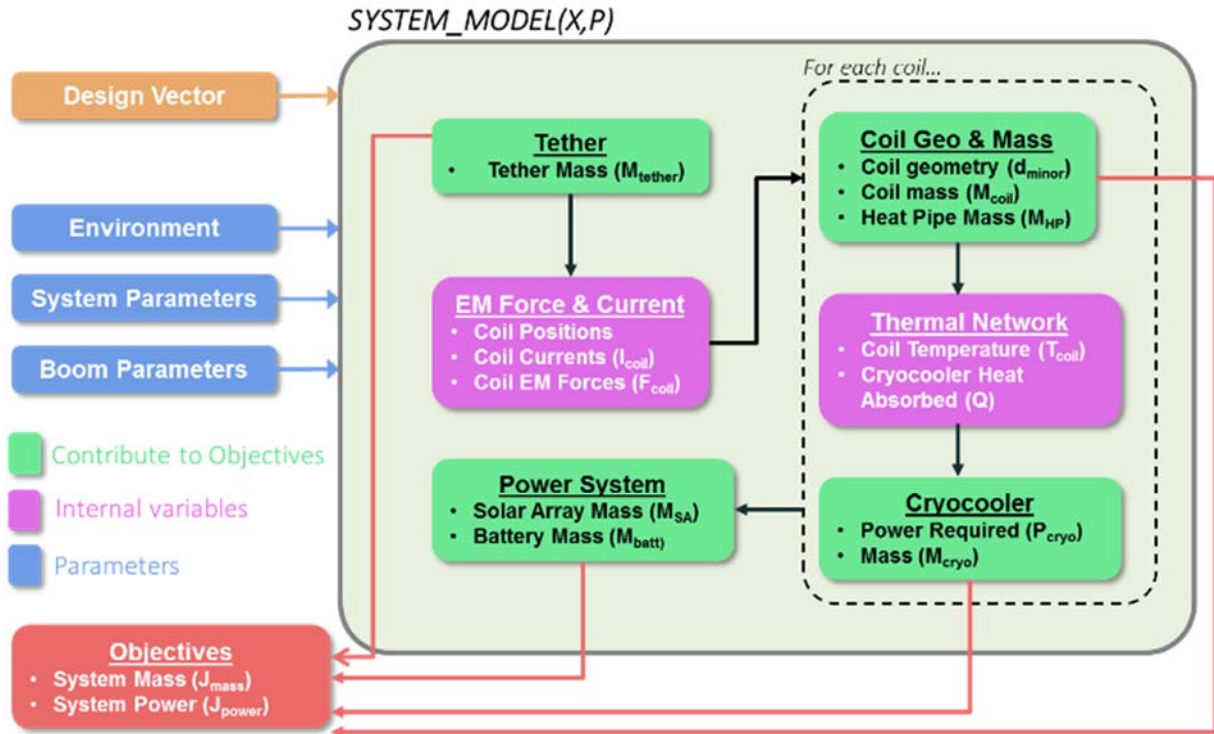 SYSTEM_MODEL(X,P)
Design Vector
Environment
System Parameters
Boom Parameters
Contribute to Objectives
Internal variables
Parameters
Tether
• Tether Mass (Mtether)
EM Force & Current
• Coil Positions
• Coil Currents (Icoil)
• Coil EM Forces (Fcoil)
Power System
• Solar Array Mass (MSA)
• Battery Mass (Mbatt)
For each coil...
Coil Geo & Mass
• Coil geometry (dminor)
• Coil mass (Mcoil)
• Heat Pipe Mass (MHP)
Thermal Network
• Coil Temperature (Tcoil)
• Cryocooler Heat
Absorbed (Q)
Cryocooler
• Power Required (Pcryo)
• Mass (Mcryo)
Objectives
• System Mass (Jmass)
• System Power (Jpower)